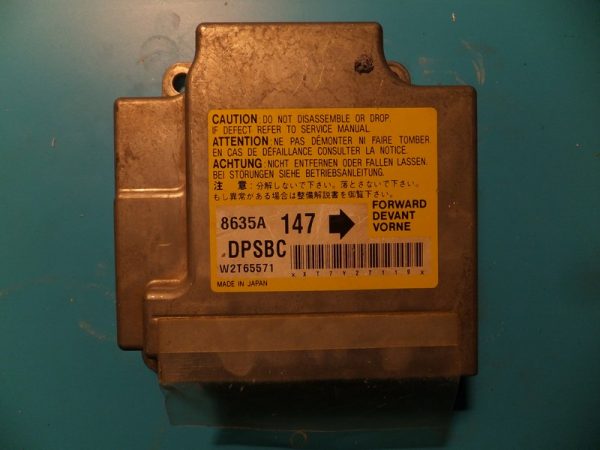 CAUTION: DO NOT DISASSEMBLE OR DROP.
IF DEFECT REFER TO SERVICE MANUAL.
ATTENTION: NE PAS DÉMONTER NI FAIRE TOMBER
EN CAS DE DÉFAILLANCE CONSULTER LA NOTICE.
ACHTUNG: NICHT ENTFERNEN ODER FALLEN LASSEN.
BEI STÖRUNGEN SIEHE BETRIEBSANLEITUNG.
注 意:分解しないで下さい。落とさないで下さい。
もし異常がある場合は整備解説書を御覧下さい。
8635A 147
FORWARD
DEVANT
VORNE
.DPSBC
W2T65571
XXT7Y27119X
MADE IN JAPAN